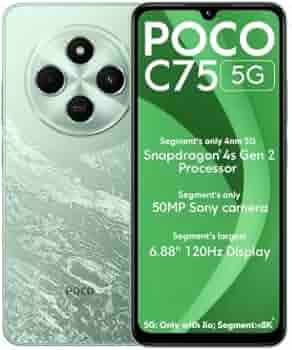 POCO
C75 5G
Segment's only 4nm 5G
Snapdragon 4s Gen 2
Processor
Segment's only
50MP Sony camera
Segment's largest
6.88" 120Hz Display
5G: Only with Jio; Segment:<8K
POCO